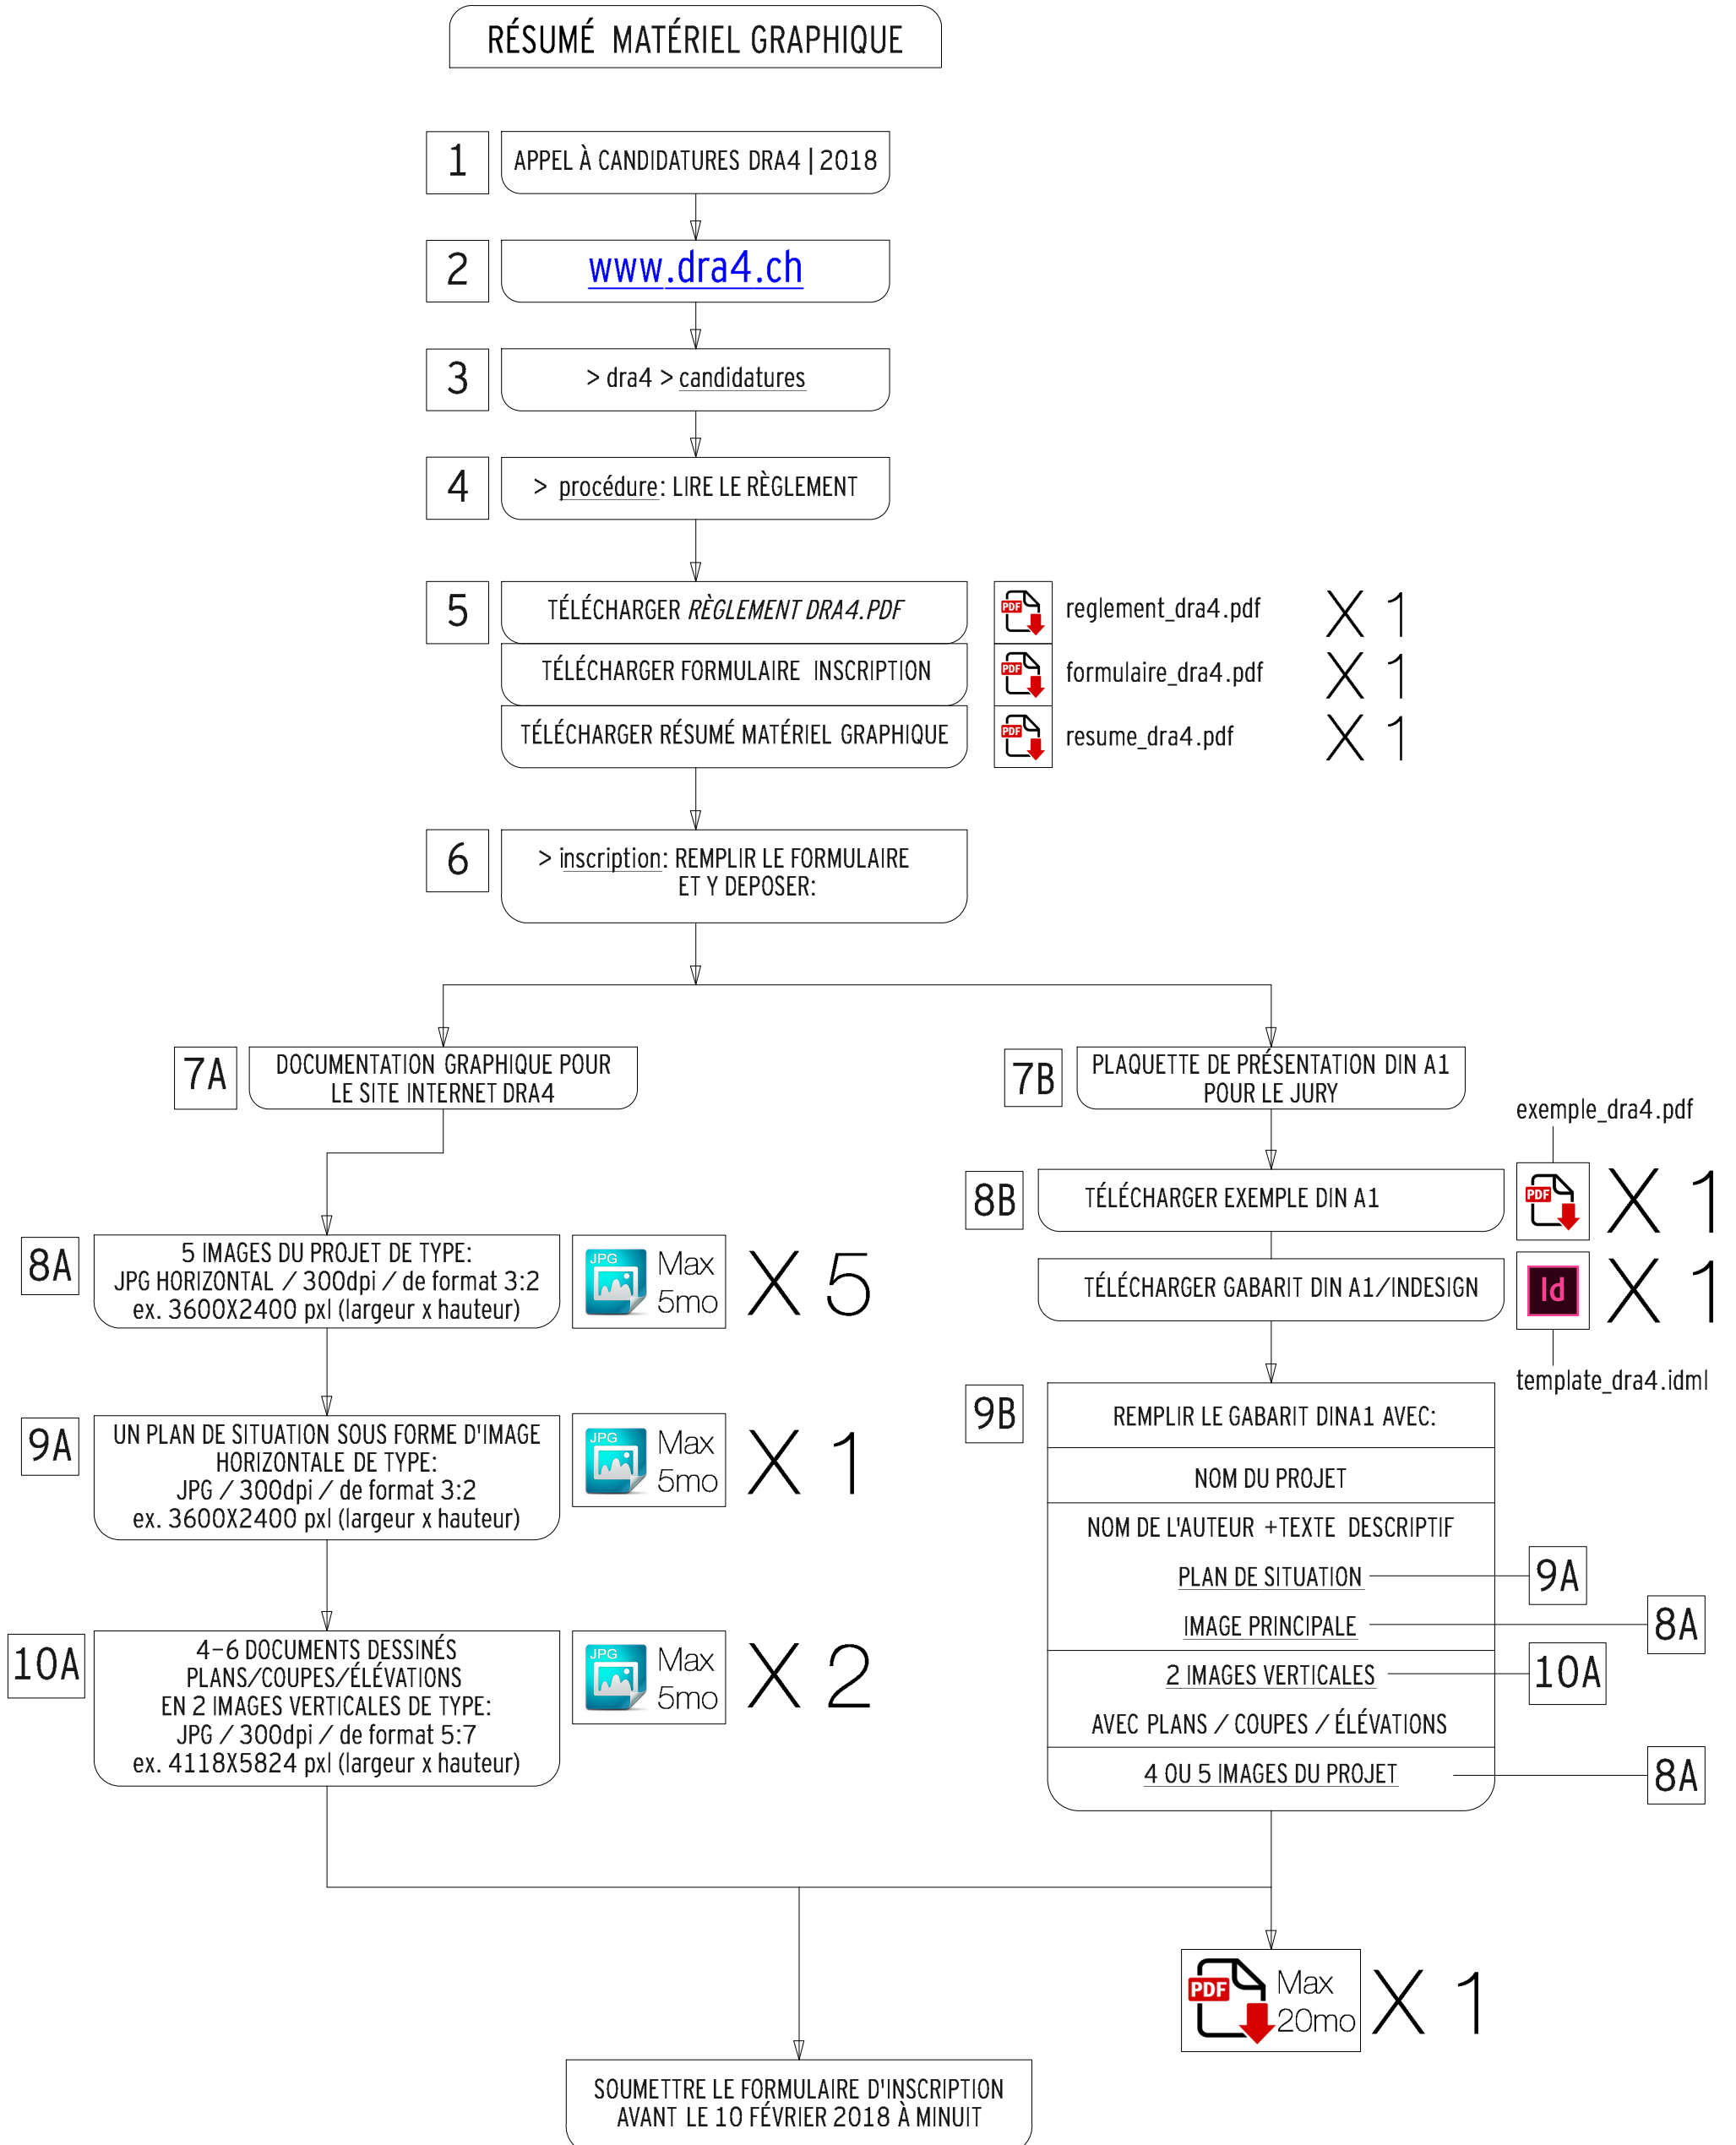 RÉSUMÉ MATÉRIEL GRAPHIQUE
1
APPEL À CANDIDATURES DRA4 | 2018
2
www.dra4.ch
3
> dra4 > candidatures
4
> procédure: LIRE LE RÈGLEMENT
5
TÉLÉCHARGER RÈGLEMENT DRA4.PDF
PDF
reglement_dra4.pdf
X 1
TÉLÉCHARGER FORMULAIRE INSCRIPTION
PDF
formulaire_dra4.pdf
X 1
TÉLÉCHARGER RÉSUMÉ MATÉRIEL GRAPHIQUE
PDF
resume_dra4.pdf
X 1
6
> inscription: REMPLIR LE FORMULAIRE
ET Y DEPOSER:
7A
DOCUMENTATION GRAPHIQUE POUR
LE SITE INTERNET DRA4
8A
5 IMAGES DU PROJET DE TYPE:
JPG HORIZONTAL / 300dpi / de format 3:2
ex. 3600X2400 pxl (largeur x hauteur)
JPG
Max
5mo
X 5
9A
UN PLAN DE SITUATION SOUS FORME D'IMAGE
HORIZONTALE DE TYPE:
JPG / 300dpi / de format 3:2
ex. 3600X2400 pxl (largeur x hauteur)
JPG
Max
5mo
X 1
10A
4-6 DOCUMENTS DESSINÉS
PLANS/COUPES/ÉLÉVATIONS
EN 2 IMAGES VERTICALES DE TYPE:
JPG / 300dpi / de format 5:7
ex. 4118X5824 pxl (largeur x hauteur)
JPG
Max
5mo
X 2
7B
PLAQUETTE DE PRÉSENTATION DIN A1
POUR LE JURY
exemple_dra4.pdf
8B
TÉLÉCHARGER EXEMPLE DIN A1
PDF
X 1
TÉLÉCHARGER GABARIT DIN A1/INDESIGN
Id
X 1
template_dra4.idml
9B
REMPLIR LE GABARIT DINA1 AVEC:
NOM DU PROJET
NOM DE L'AUTEUR +TEXTE DESCRIPTIF
PLAN DE SITUATION
9A
IMAGE PRINCIPALE
8A
2 IMAGES VERTICALES
10A
AVEC PLANS / COUPES / ÉLÉVATIONS
4 OU 5 IMAGES DU PROJET
8A
PDF
Max
20mo
X 1
SOUMETTRE LE FORMULAIRE D'INSCRIPTION
AVANT LE 10 FÉVRIER 2018 À MINUIT